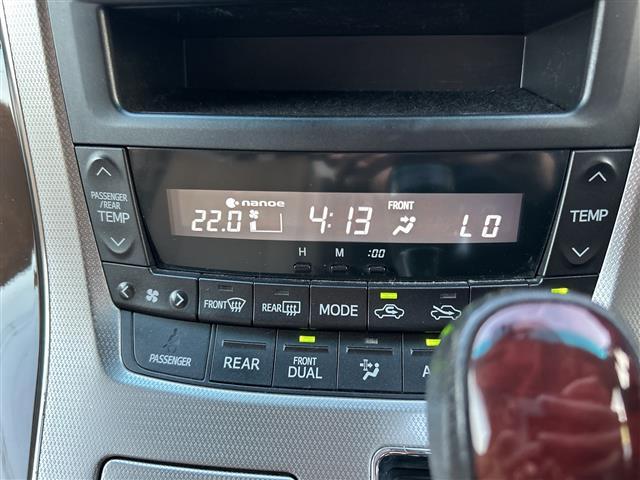 nanoe
FRONT
22.0 4:13 LO
PASSENGER
/REAR
TEMP
TEMP
H M :00
FRONT REAR MODE
PASSENGER
REAR
FRONT
DUAL